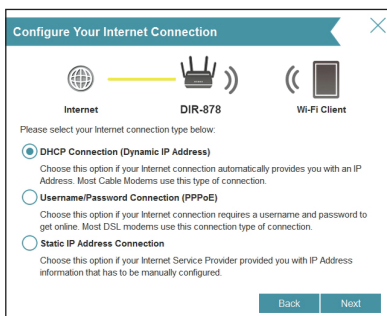 Configure Your Internet Connection
Internet
DIR-878
Wi-Fi Client
Please select your Internet connection type below:
DHCP Connection (Dynamic IP Address)
Choose this option if your Internet connection automatically provides you with an IP
Address. Most Cable Modems use this type of connection.
Username/Password Connection (PPPoE)
Choose this option if your Internet connection requires a username and password to
get online. Most DSL modems use this connection type of connection.
Static IP Address Connection
Choose this option if your Internet Service Provider provided you with IP Address
information that has to be manually configured.
Back
Next